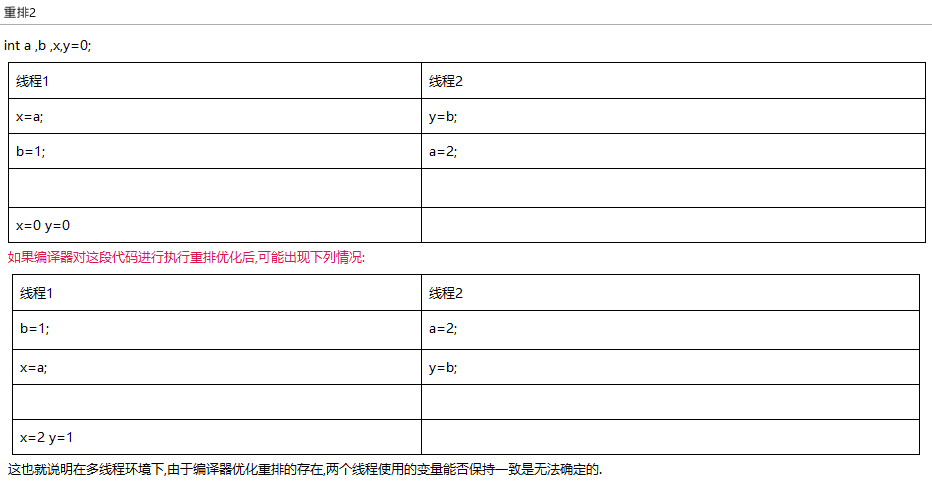 重排2
int a ,b ,x,y=0;
线程1 线程2
x=a; y=b;
b=1; a=2;
x=0 y=0
如果编译器对这段代码进行执行重排优化后,可能出现下列情况:
线程1 线程2
b=1; a=2;
x=a; y=b;
x=2 y=1
这也就说明在多线程环境下,由于编译器优化重排的存在,两个线程使用的变量能否保持一致是无法确定的.